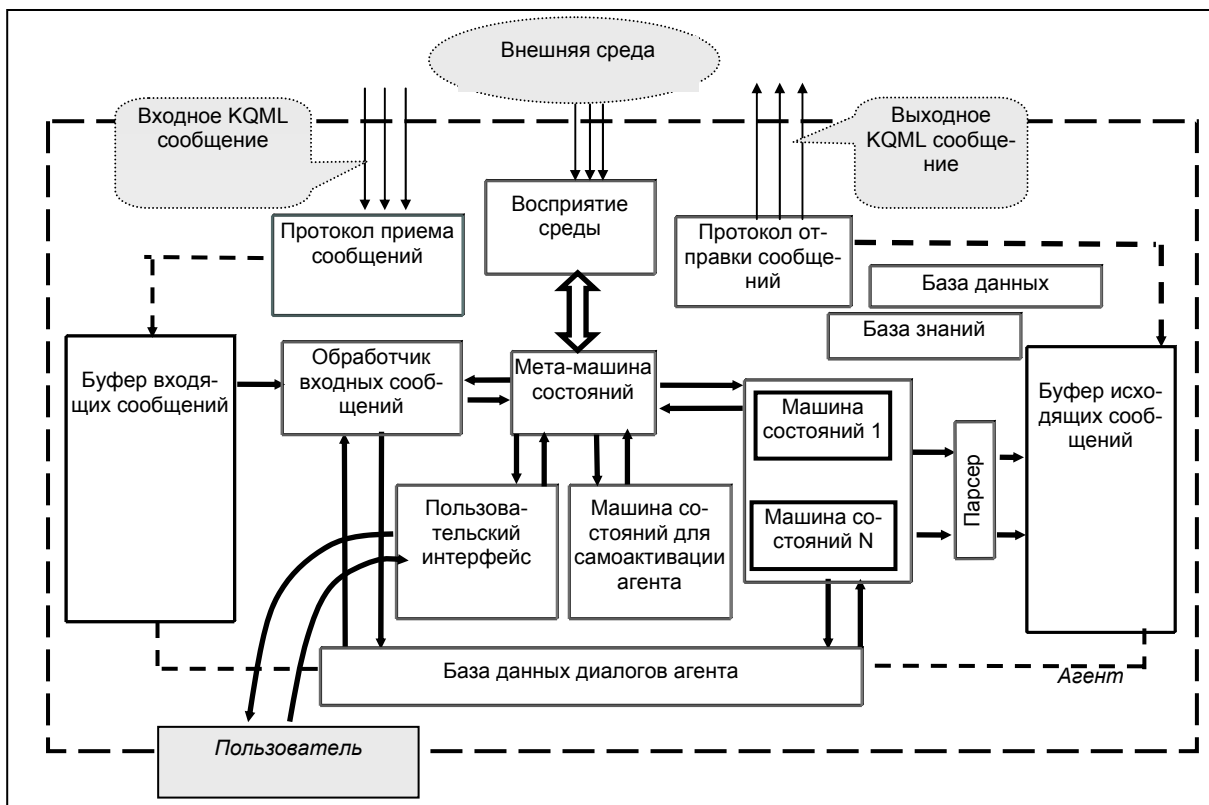 Внешняя среда
Входное KQML
сообщение
Выходное
KQML сообще-
ние
Восприятие
среды
Протокол приема
сообщений
Протокол от-
правки сообще-
ний
База данных
База знаний
Буфер входя-
щих сообщений
Обработчик
входных сооб-
щений
Мета-машина
состояний
Машина
состояний 1
Буфер исхо-
дящих сооб-
щений
Парсер
Пользова-
тельский
интерфейс
Машина со-
стояний для
самоактивации
агента
Машина со-
стояний N
База данных диалогов агента
Агент
Пользователь